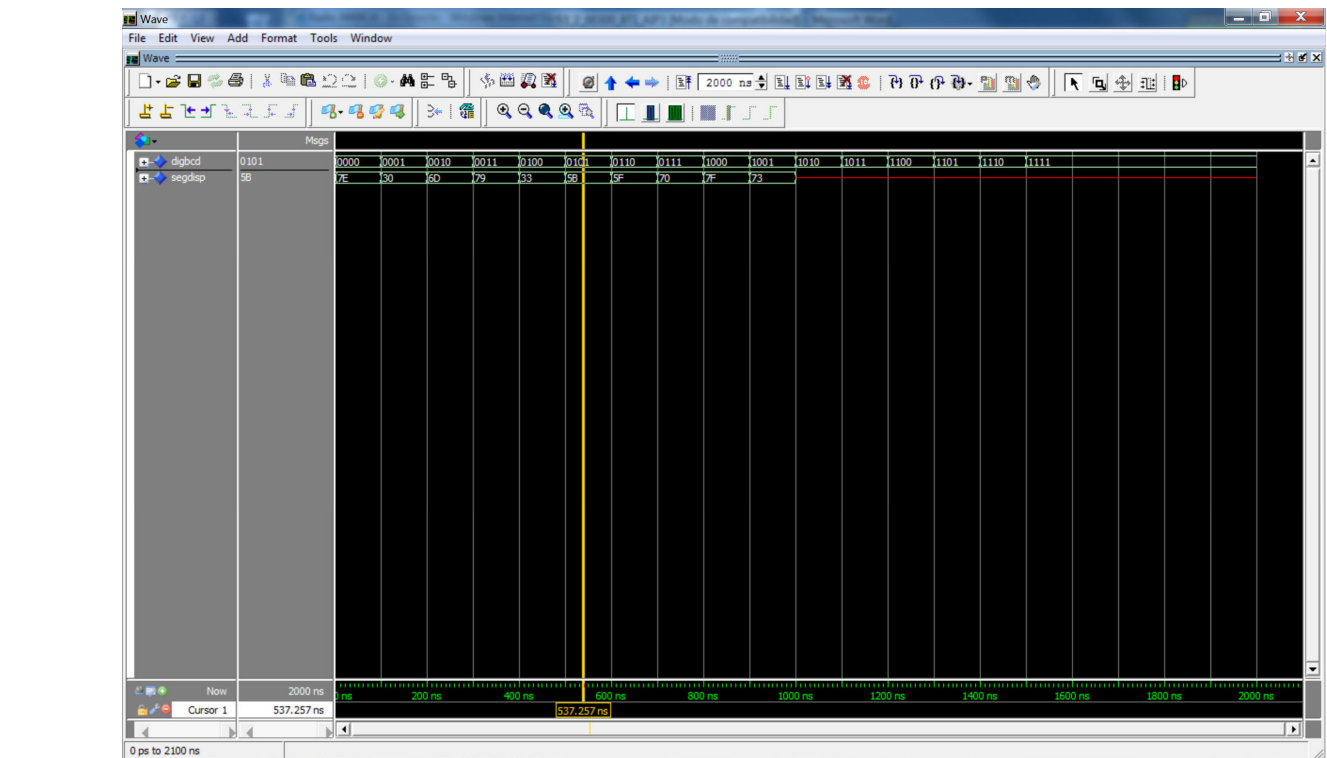 Wave
File Edit View Add Format Tools Window
Wave
2000 ns
Msgs
digbcd 0101 0000 0001 0010 0011 0100 0101 0110 0111 1000 1001 1010 1011 1100 1101 1110 1111
segdisp 5B 7E 30 6D 79 33 5B 5F 70 7F 73
Now 2000 ns 0 ns 200 ns 400 ns 600 ns 800 ns 1000 ns 1200 ns 1400 ns 1600 ns 1800 ns 2000 ns
Cursor 1 537.257 ns 537.257 ns
0 ps to 2100 ns